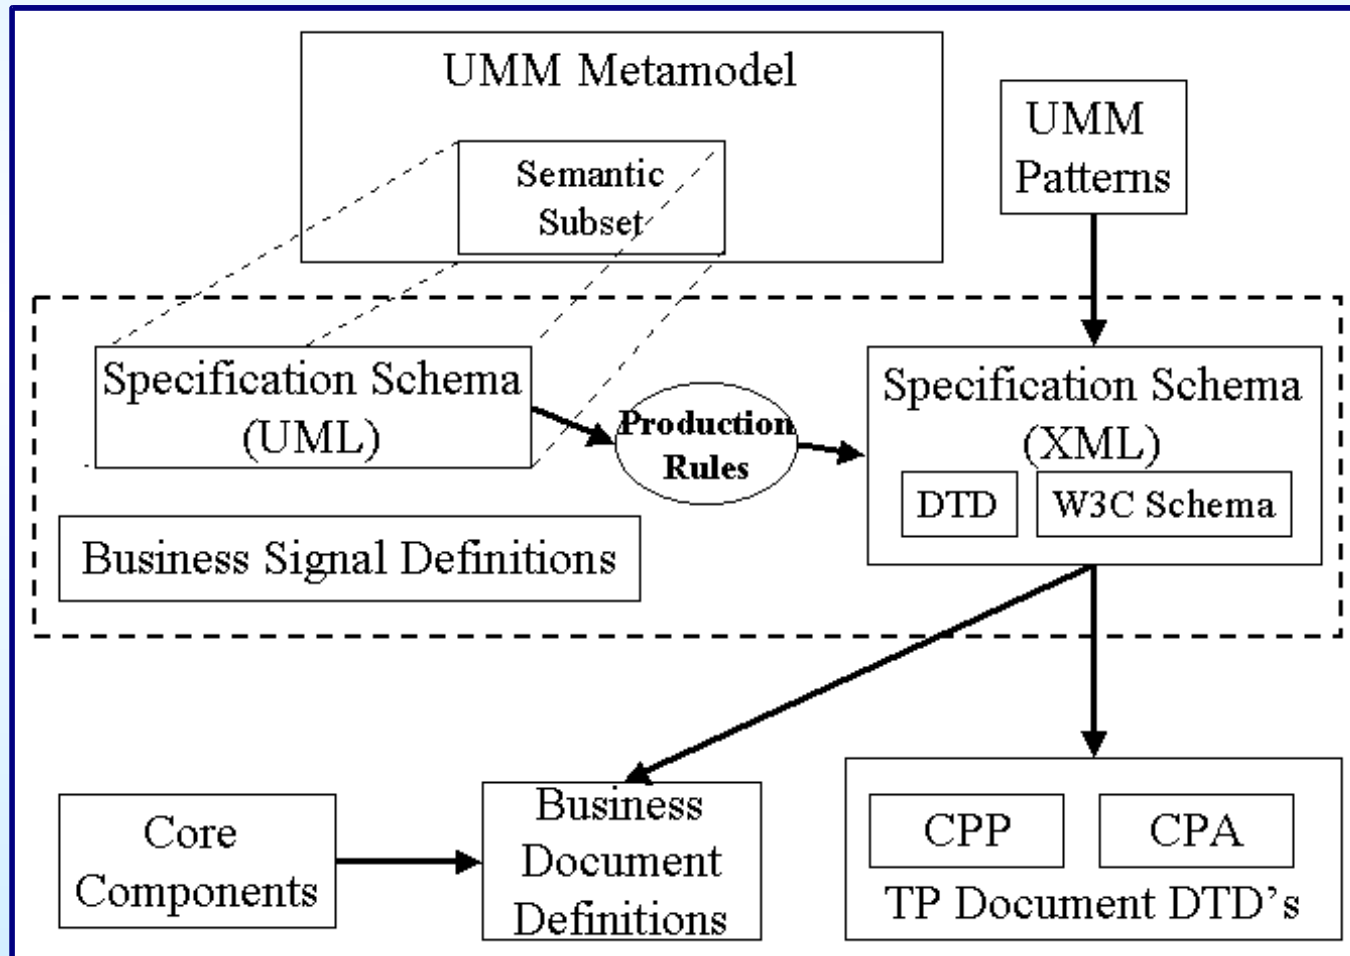 UMM Metamodel
Semantic
Subset
UMM
Patterns
Specification Schema
(UML)
Production
Rules
Specification Schema
(XML)
DTD
W3C Schema
Business Signal Definitions
Core
Components
Business
Document
Definitions
CPP
CPA
TP Document DTD's